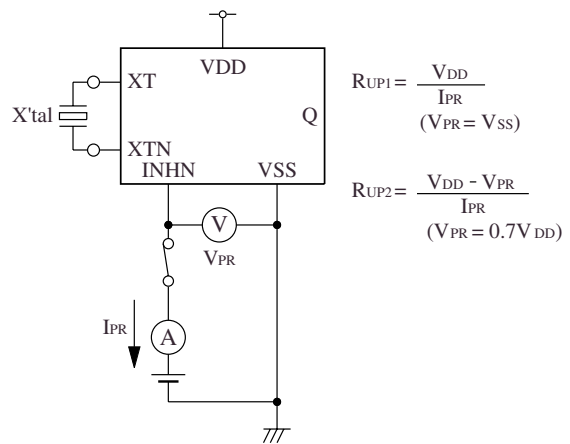 VDD
XT
X'tal
Q
XTN
INHN
VSS
V
VPR
IPR
A
RUP1 = VDD / IPR
(VPR = VSS)
RUP2 = VDD - VPR / IPR
(VPR = 0.7VDD)